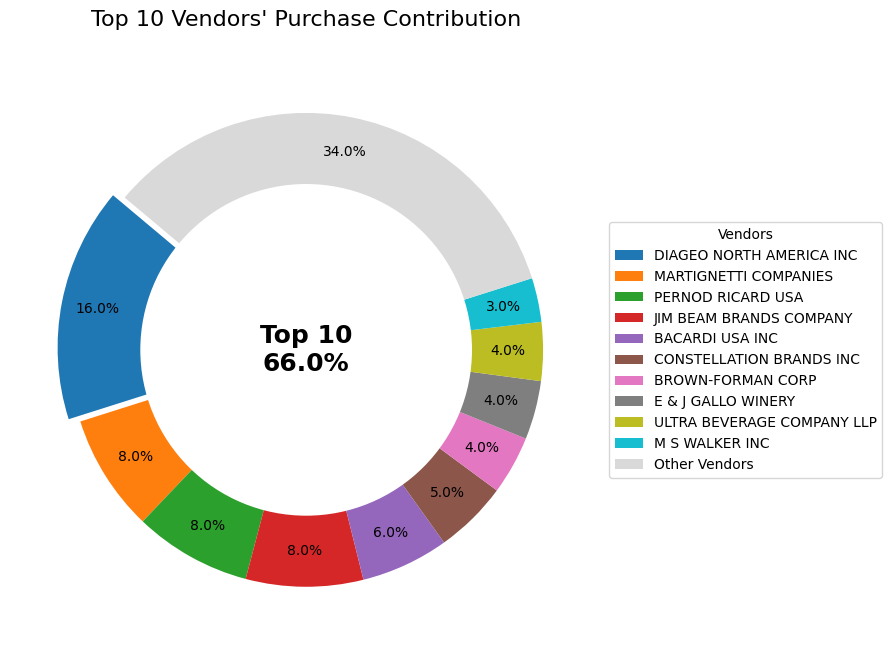 Top 10 Vendors' Purchase Contribution
34.0%
16.0%
3.0%
4.0%
4.0%
4.0%
5.0%
6.0%
8.0%
8.0%
8.0%
Top 10
66.0%
Vendors
DIAGEO NORTH AMERICA INC
MARTIGNETTI COMPANIES
PERNOD RICARD USA
JIM BEAM BRANDS COMPANY
BACARDI USA INC
CONSTELLATION BRANDS INC
BROWN-FORMAN CORP
E & J GALLO WINERY
ULTRA BEVERAGE COMPANY LLP
M S WALKER INC
Other Vendors